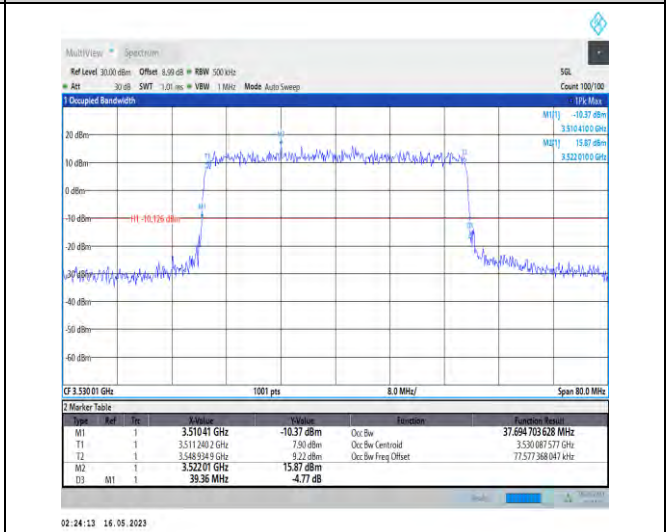 MultiView Spectrum
Ref Level 30.00 dBm Offset 8.99 dB RBW 500 kHz SGL
Att 30 dB SWT 1.01 ms VBW 1 MHz Mode Auto Sweep Count 100/100
1 Occupied Bandwidth 1Pk Max
M1[1] -10.37 dBm
3.510 4100 GHz
M2[1] 15.87 dBm
3.522 0100 GHz
20 dBm
10 dBm
0 dBm
-10 dBm
H1 -10.126 dBm
-20 dBm
-30 dBm
-40 dBm
-50 dBm
-60 dBm
M1
T1
CF 3.530 01 GHz 1001 pts 8.0 MHz/ Span 80.0 MHz
2 Marker Table
Type Ref Trc X-Value Y-Value Function Function Result
M1 1 3.510 41 GHz -10.37 dBm Occ Bw 37.694 703 628 MHz
T1 1 3.511 240 2 GHz 7.90 dBm Occ Bw Centroid 3.530 087 577 GHz
T2 1 3.548 934 9 GHz 9.22 dBm Occ Bw Freq Offset 77.577 368 047 kHz
M2 1 3.522 01 GHz 15.87 dBm
D3 M1 1 39.36 MHz -4.77 dB
02:24:13 16.05.2023